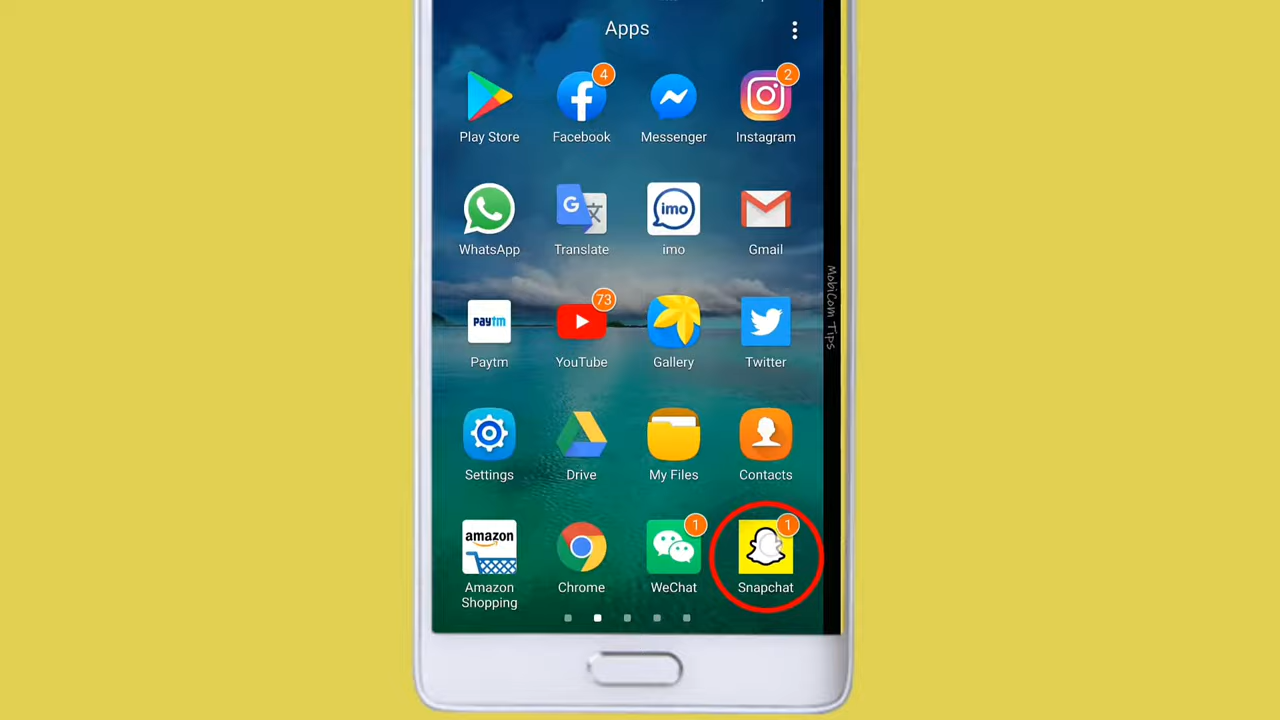 Apps
4
2
Play Store
Facebook
Messenger
Instagram
G
imo
WhatsApp
Translate
imo
Gmail
73
paytm
Paytm
YouTube
Gallery
Twitter
Settings
Drive
My Files
Contacts
1
1
amazon
Amazon
Shopping
Chrome
WeChat
Snapchat
MobiCom Tips